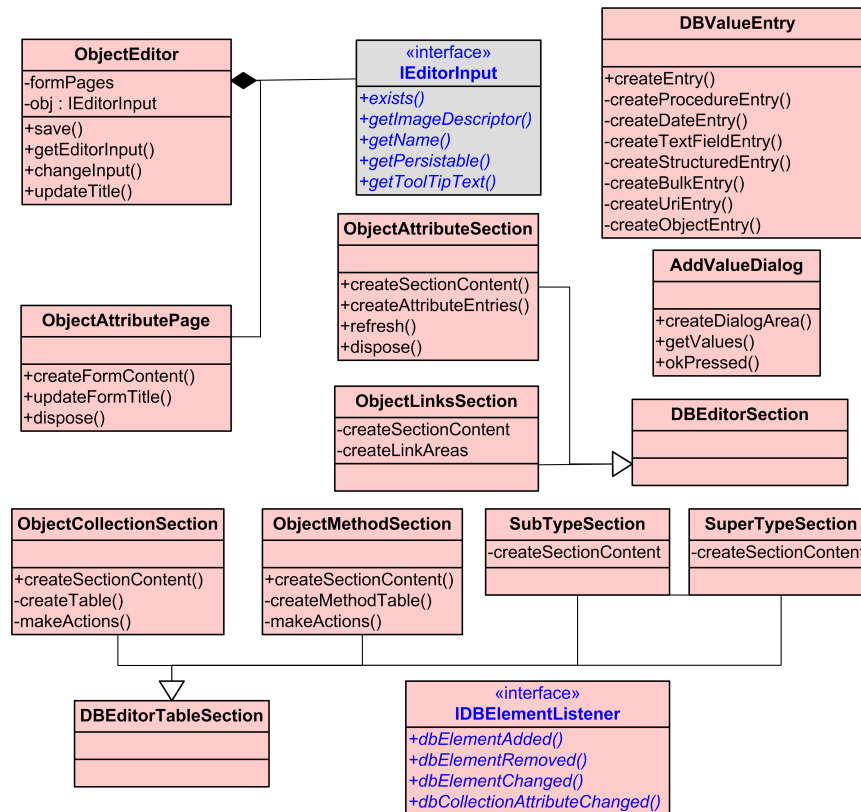 ObjectEditor
-formPages
-obj : IEditorInput
+save()
+getEditorInput()
+changeInput()
+updateTitle()
«interface»
IEditorInput
+exists()
+getImageDescriptor()
+getName()
+getPersistable()
+getToolTipText()
DBValueEntry
+createEntry()
-createProcedureEntry()
-createDateEntry()
-createTextFieldEntry()
-createStructuredEntry()
-createBulkEntry()
-createUriEntry()
-createObjectEntry()
ObjectAttributeSection
+createSectionContent()
+createAttributeEntries()
+refresh()
+dispose()
AddValueDialog
+createDialogArea()
+getValues()
+okPressed()
ObjectAttributePage
+createFormContent()
+updateFormTitle()
+dispose()
ObjectLinksSection
-createSectionContent
-createLinkAreas
DBEditorSection
ObjectCollectionSection
+createSectionContent()
-createTable()
-makeActions()
ObjectMethodSection
+createSectionContent()
-createMethodTable()
-makeActions()
SubTypeSection
-createSectionContent
SuperTypeSection
-createSectionContent
DBEditorTableSection
«interface»
IDBElementListener
+dbElementAdded()
+dbElementRemoved()
+dbElementChanged()
+dbCollectionAttributeChanged()